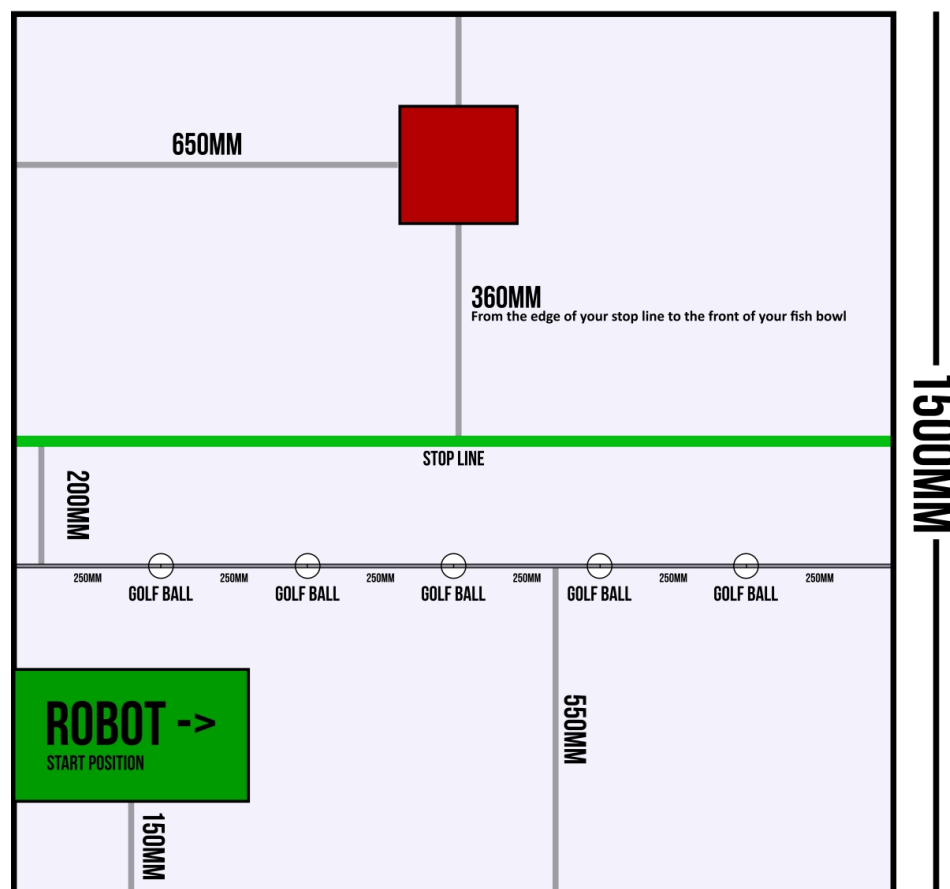 650MM
360MM
From the edge of your stop line to the front of your fish bowl
1500MM
STOP LINE
200MM
250MM 250MM 250MM 250MM 250MM 250MM
GOLF BALL GOLF BALL GOLF BALL GOLF BALL GOLF BALL
ROBOT ->
START POSITION
550MM
150MM